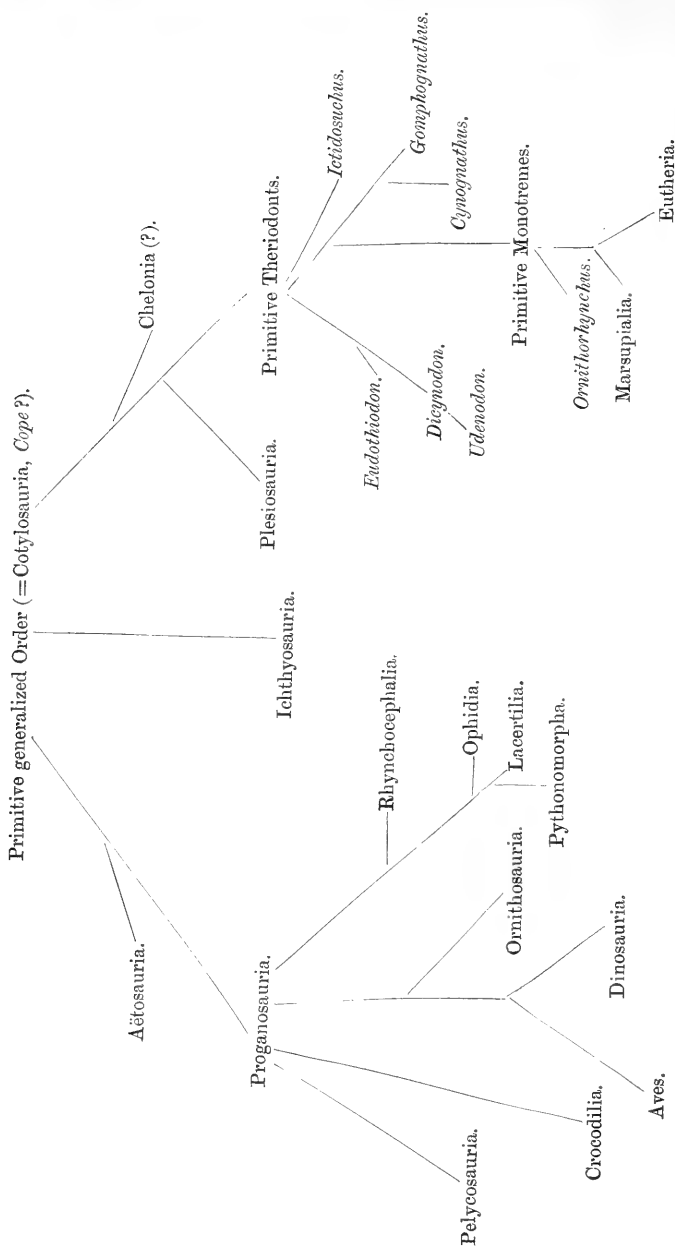 Primitive generalized Order (=Cotylosauria, Cope ?).
Aëtosauria.
Chelonia (?).
Proganosauria.
Ichthyosauria.
Plesiosauria.
Primitive Theriodonts.
Ictidosuchus.
Gomphognathus.
Cynognathus.
Rhynchocephalia.
Eudothiodon.
Dicynodon.
Udenodon.
Primitive Monotremes.
Pelycosauria.
Ornithosauria.
Ophidia.
Lacertilia.
Pythonomorpha.
Ornithorhynchus.
Marsupialia.
Eutheria.
Crocodilia.
Aves.
Dinosauria.